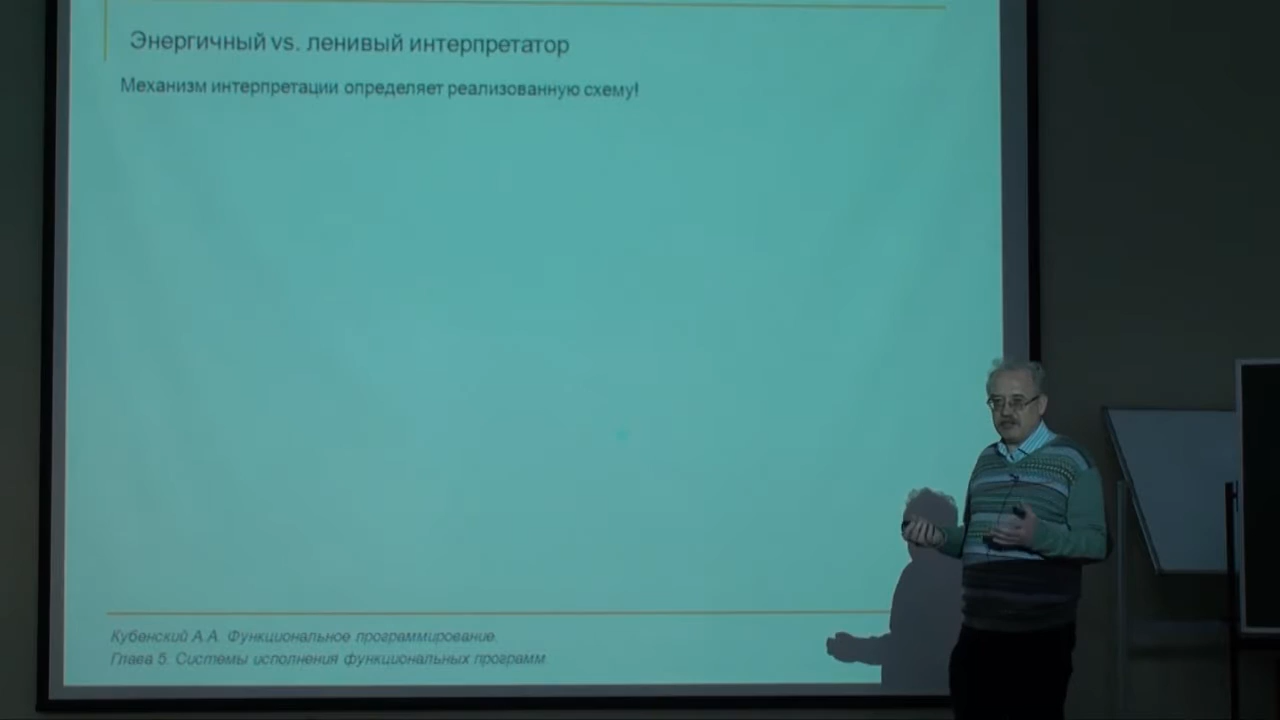 Энергичный vs. ленивый интерпретатор
Механизм интерпретации определяет реализованную схему!
Кубенский А.А. Функциональное программирование.
Глава 5. Системы исполнения функциональных программ.